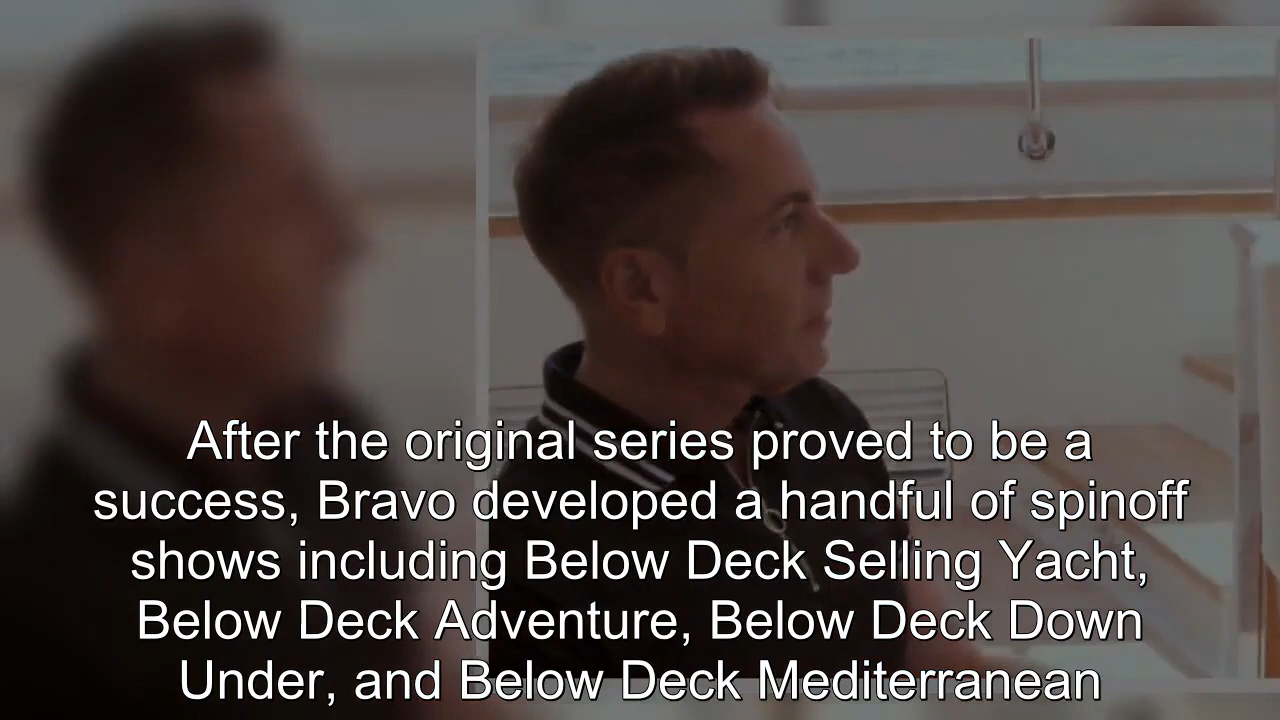 After the original series proved to be a
success, Bravo developed a handful of spinoff
shows including Below Deck Selling Yacht,
Below Deck Adventure, Below Deck Down
Under, and Below Deck Mediterranean